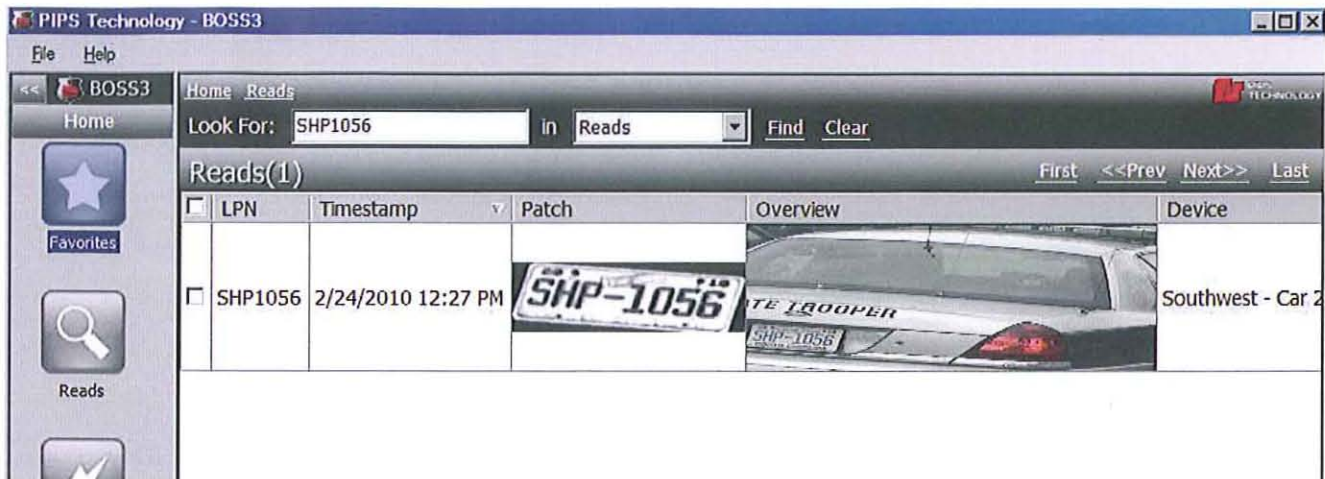 PIPS Technology - BOSS3
File Help
<< BOSS3
Home
Favorites
Reads
Home Reads
PIPS
TECHNOLOGY
Look For: SHP1056 in Reads Find Clear
Reads(1) First <<Prev Next>> Last
LPN Timestamp Patch Overview Device
SHP1056 2/24/2010 12:27 PM SHP-1056 Southwest - Car 2
TE TROOPER
SHP-1056